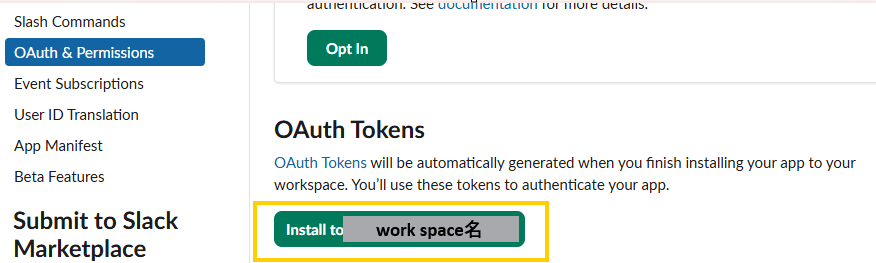 Slash Commands
OAuth & Permissions
Event Subscriptions
User ID Translation
App Manifest
Beta Features
Submit to Slack
Marketplace
authentication. See documentation for more details.
Opt In
OAuth Tokens
OAuth Tokens will be automatically generated when you finish installing your app to your
workspace. You’ll use these tokens to authenticate your app.
Install to work space名